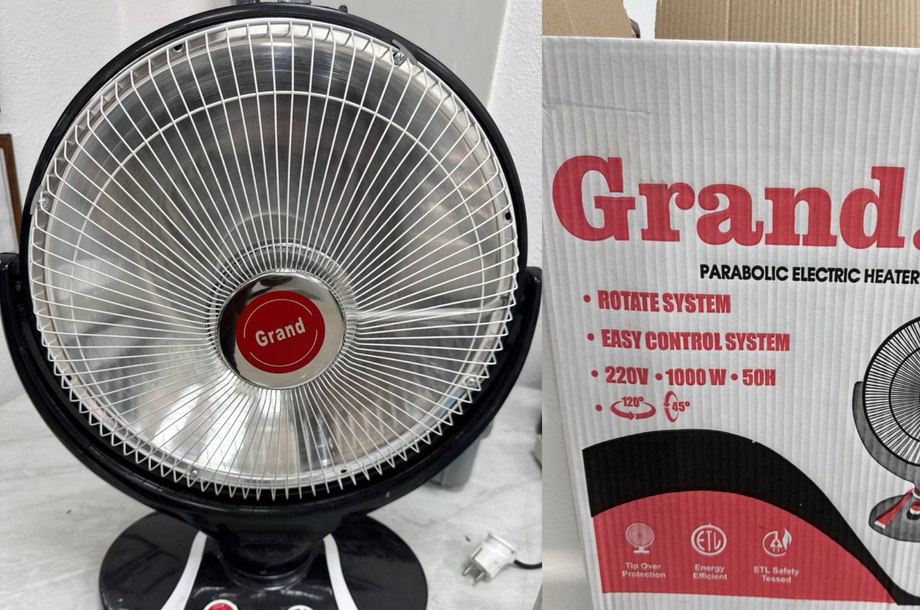 Grand
Grand.
PARABOLIC ELECTRIC HEATER
• ROTATE SYSTEM
• EASY CONTROL SYSTEM
• 220V • 1000 W • 50H
• 120° 45°
ETL
Tip Over Protection
Energy Efficient
ETL Safety Tessed